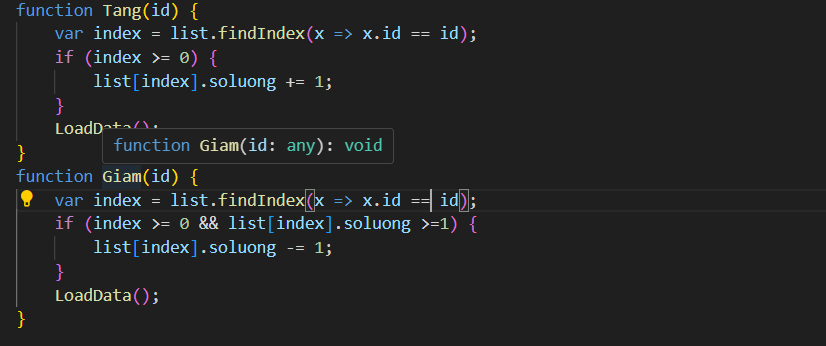 function Tang(id) {
    var index = list.findIndex(x => x.id == id);
    if (index >= 0) {
        list[index].soluong += 1;
    }
    LoadData();
function Giam(id: any): void
}
function Giam(id) {
    var index = list.findIndex(x => x.id == id);
    if (index >= 0 && list[index].soluong >=1) {
        list[index].soluong -= 1;
    }
    LoadData();
}